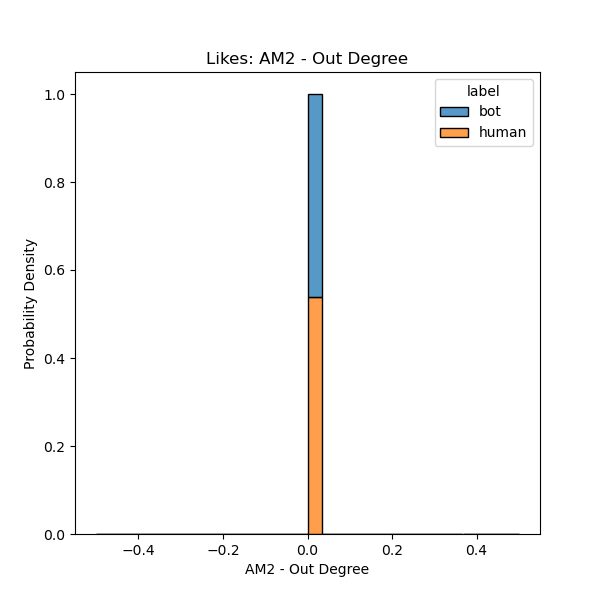 Likes: AM2 - Out Degree
label
bot
human
1.0
0.8
0.6
0.4
0.2
0.0
Probability Density
−0.4 −0.2 0.0 0.2 0.4
AM2 - Out Degree